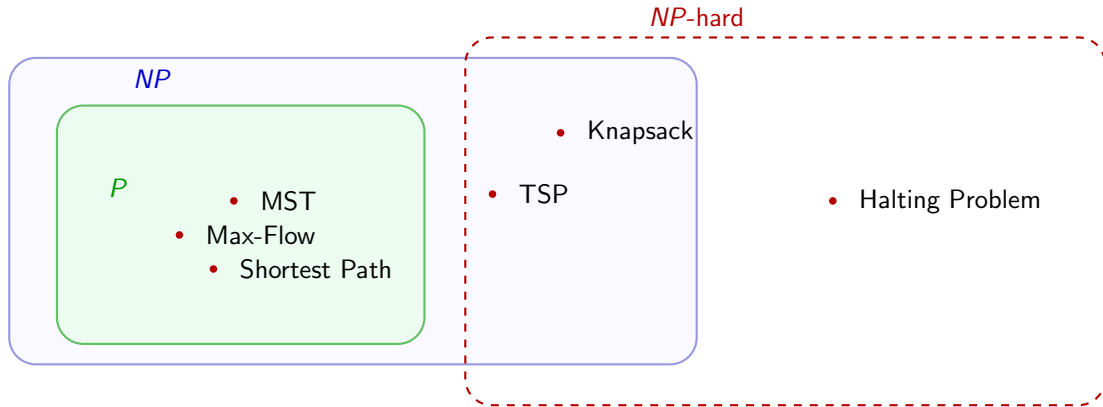 NP-hard
NP
Knapsack
P
TSP
MST
Halting Problem
Max-Flow
Shortest Path